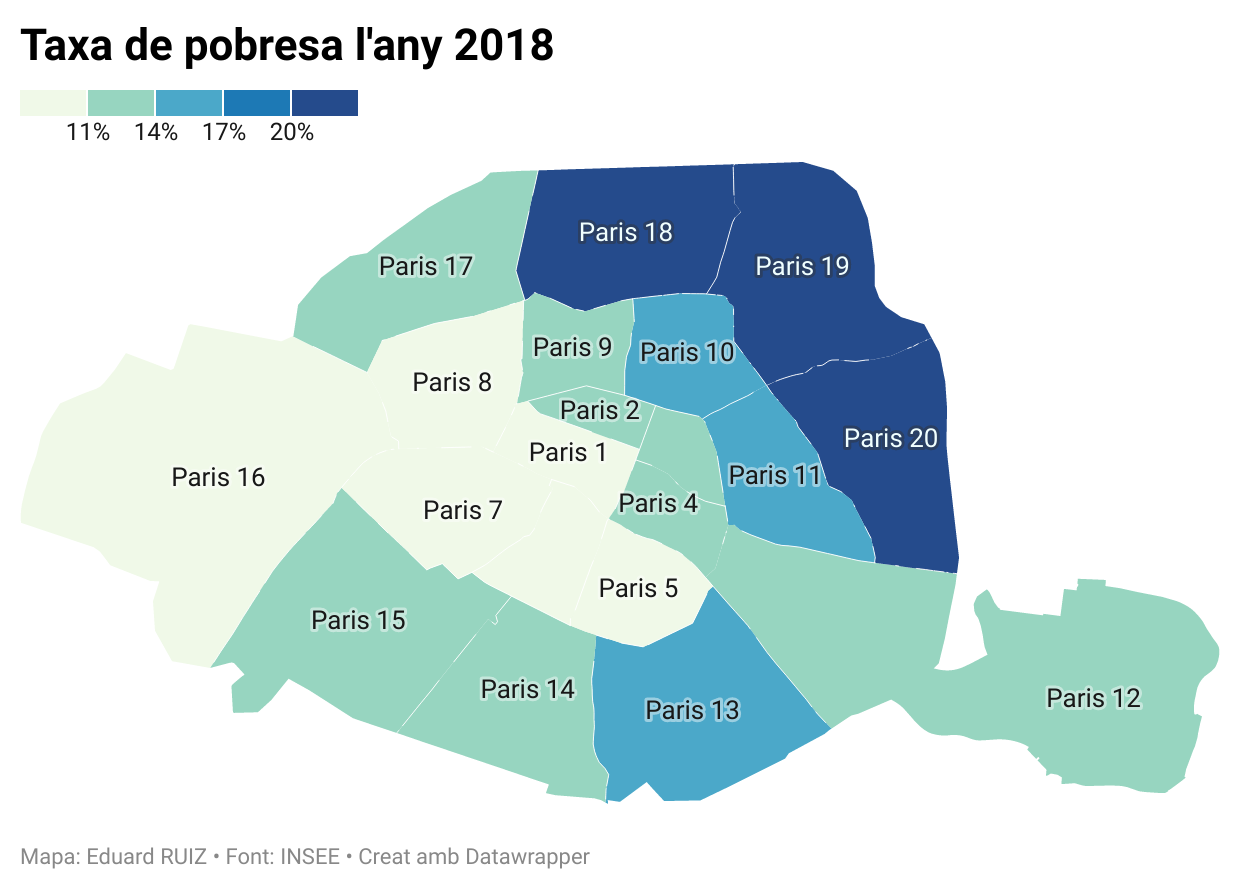 Taxa de pobresa l'any 2018
11% 14% 17% 20%
Paris 18
Paris 17
Paris 19
Paris 9
Paris 10
Paris 8
Paris 2
Paris 20
Paris 1
Paris 16
Paris 11
Paris 4
Paris 7
Paris 5
Paris 15
Paris 14
Paris 12
Paris 13
Mapa: Eduard RUIZ • Font: INSEE • Creat amb Datawrapper